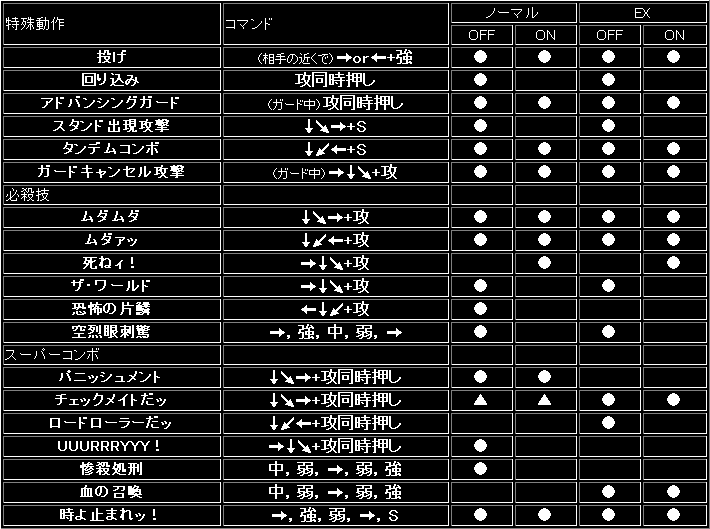 特殊動作 コマンド ノーマル EX
OFF ON OFF ON
投げ (相手の近くで)➡or⬅+強 ● ● ● ●
回り込み 攻同時押し ● ●
アドバンシングガード (ガード中)攻同時押し ● ● ● ●
スタンド出現攻撃 ⬇⬊➡+S ● ●
タンデムコンボ ⬇⬋⬅+S ● ● ● ●
ガードキャンセル攻撃 (ガード中)➡⬇⬊+攻 ● ● ● ●
必殺技
ムダムダ ⬇⬊➡+攻 ● ● ● ●
ムダァッ ⬇⬋⬅+攻 ● ● ● ●
死ねィ! ➡⬇⬊+攻 ● ●
ザ・ワールド ➡⬇⬊+攻 ● ●
恐怖の片鱗 ⬅⬇⬋+攻 ●
空烈眼刺驚 ➡, 強, 中, 弱, ➡ ● ●
スーパーコンボ
パニッシュメント ⬇⬊➡+攻同時押し ● ●
チェックメイトだッ ⬇⬊➡+攻同時押し ▲ ▲ ● ●
ロードローラーだッ ⬇⬋⬅+攻同時押し ●
UUURRRYYY! ➡⬇⬊+攻同時押し ●
惨殺処刑 中, 弱, ➡, 弱, 強 ●
血の召喚 中, 弱, ➡, 弱, 強 ● ●
時よ止まれッ! ➡, 強, 弱, ➡, S ● ● ● ●